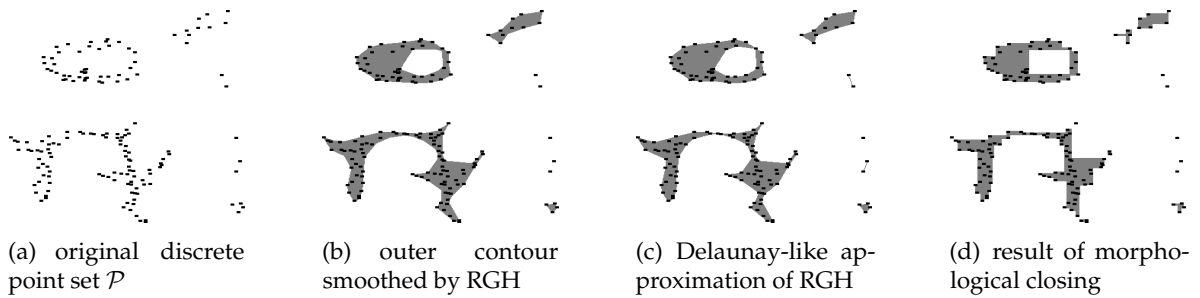 (a) original discrete
point set P
(b) outer contour
smoothed by RGH
(c) Delaunay-like ap-
proximation of RGH
(d) result of morpho-
logical closing